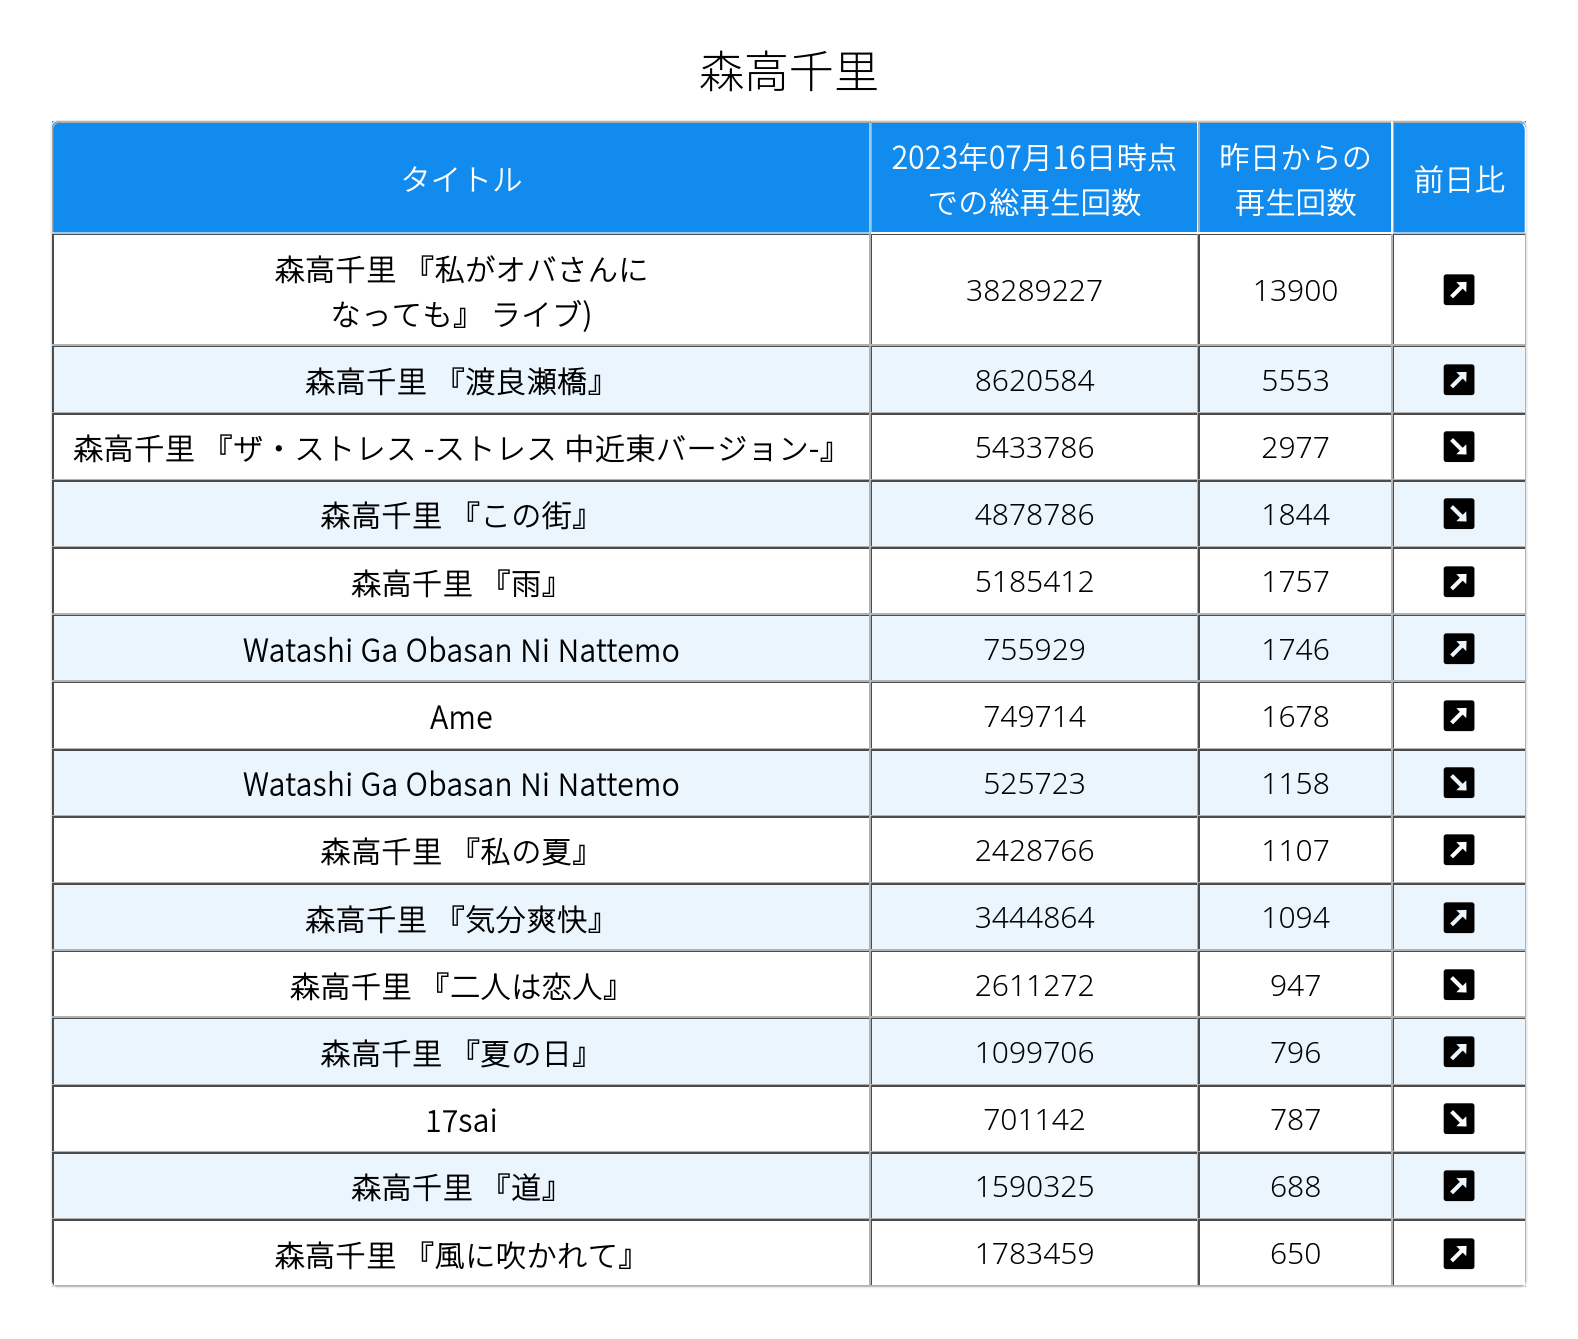 森高千里
タイトル
2023年07月16日時点
での総再生回数
昨日からの
再生回数
前日比
森高千里 『私がオバさんに
なっても』 ライブ)
38289227
13900
森高千里 『渡良瀬橋』
8620584
5553
森高千里 『ザ・ストレス -ストレス 中近東バージョン-』
5433786
2977
森高千里 『この街』
4878786
1844
森高千里 『雨』
5185412
1757
Watashi Ga Obasan Ni Nattemo
755929
1746
Ame
749714
1678
Watashi Ga Obasan Ni Nattemo
525723
1158
森高千里 『私の夏』
2428766
1107
森高千里 『気分爽快』
3444864
1094
森高千里 『二人は恋人』
2611272
947
森高千里 『夏の日』
1099706
796
17sai
701142
787
森高千里 『道』
1590325
688
森高千里 『風に吹かれて』
1783459
650